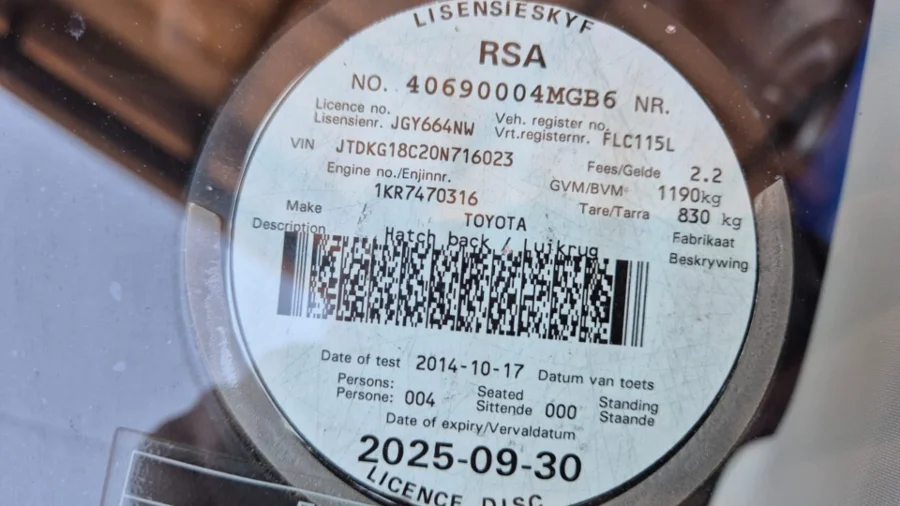 LISENSIESKYF
RSA
NO. 40690004MGB6 NR.
Licence no. Veh. register no.
Lisensienr. JGY664NW Vrt.registernr. FLC115L
VIN JTDKG18C20N716023 Fees/Gelde 2.2
Engine no./Enjinnr. GVM/BVM 1190kg
1KR7470316 Tare/Tarra 830 kg
Make TOYOTA Fabrikaat
Description Hatch back / Luikrug Beskrywing
Date of test 2014-10-17 Datum van toets
Persons: Seated Standing
Persone: 004 Sittende 000 Staande
Date of expiry/Vervaldatum
2025-09-30
LICENCE DISC